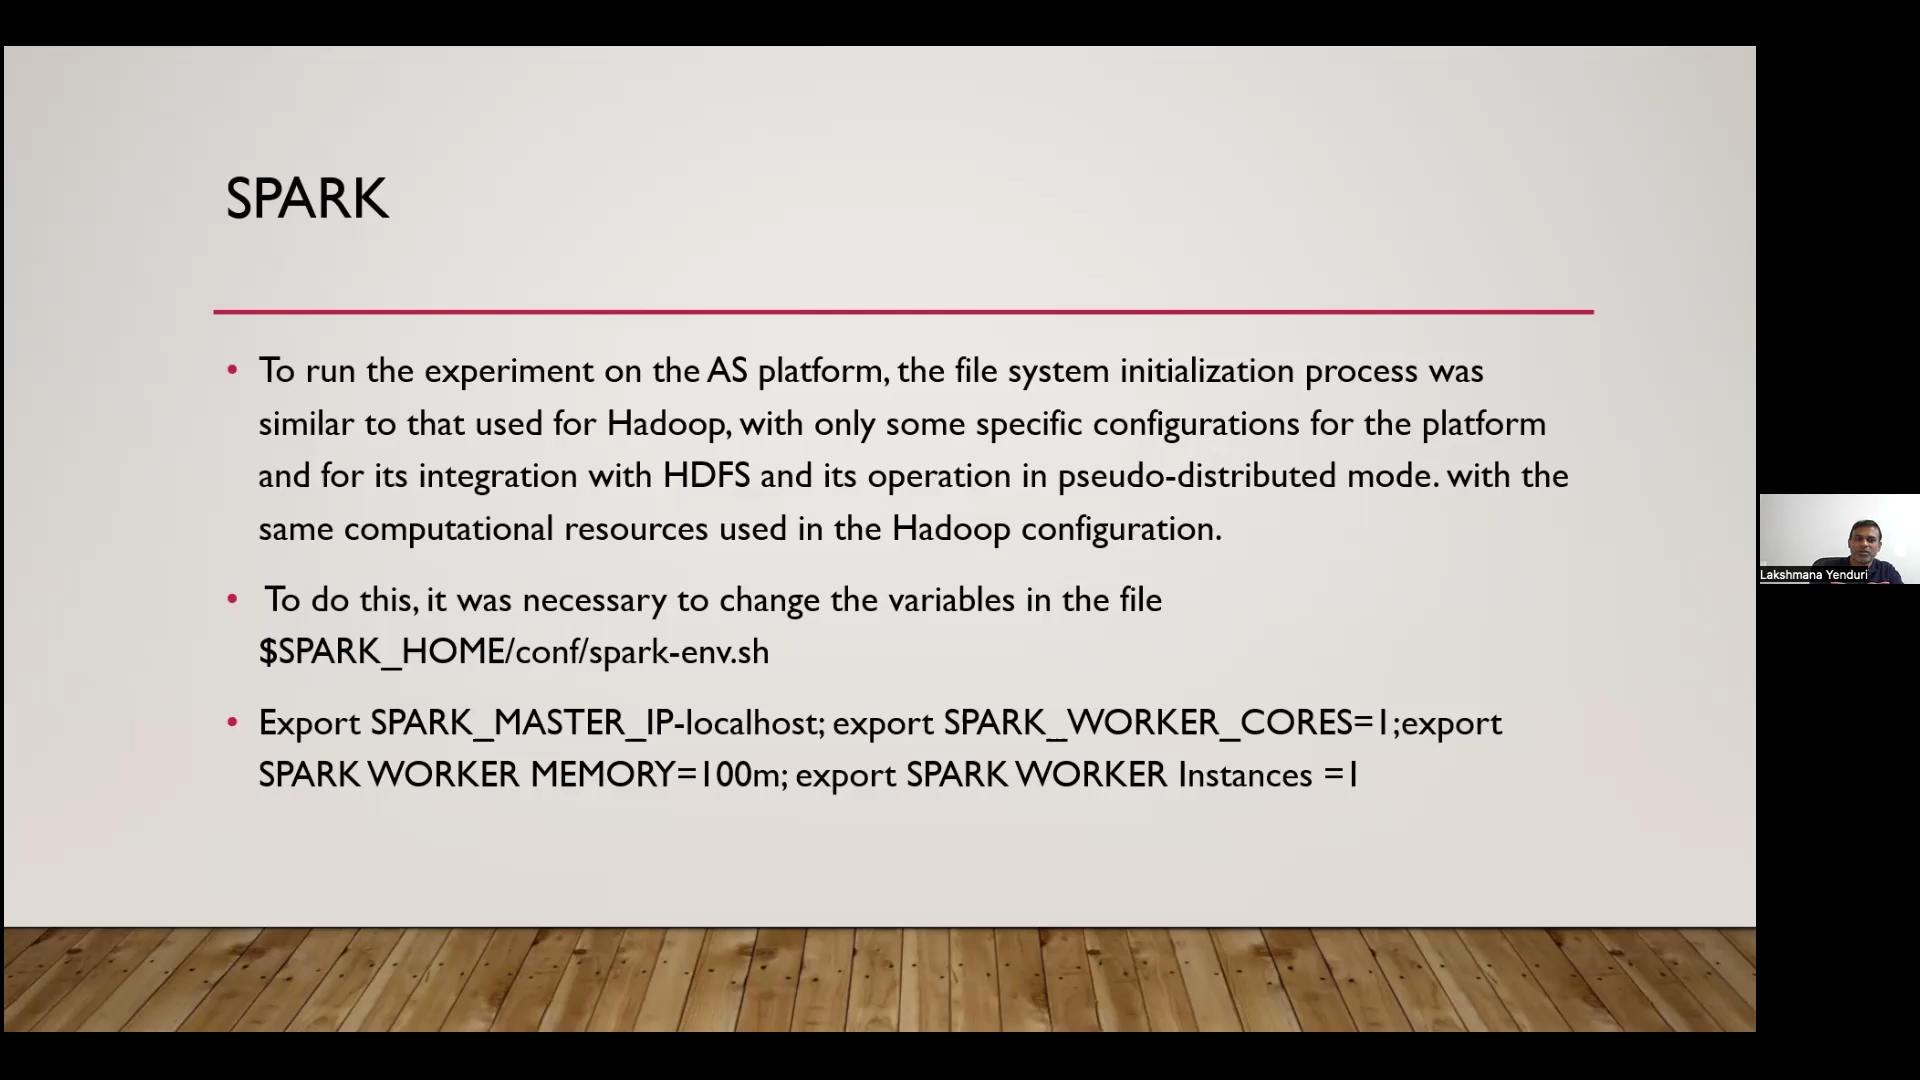 SPARK
• To run the experiment on the AS platform, the file system initialization process was
similar to that used for Hadoop, with only some specific configurations for the platform
and for its integration with HDFS and its operation in pseudo-distributed mode. with the
same computational resources used in the Hadoop configuration.
• To do this, it was necessary to change the variables in the file
$SPARK_HOME/conf/spark-env.sh
• Export SPARK_MASTER_IP-localhost; export SPARK_WORKER_CORES=1;export
SPARK WORKER MEMORY=100m; export SPARK WORKER Instances =1
Lakshmana Yenduri